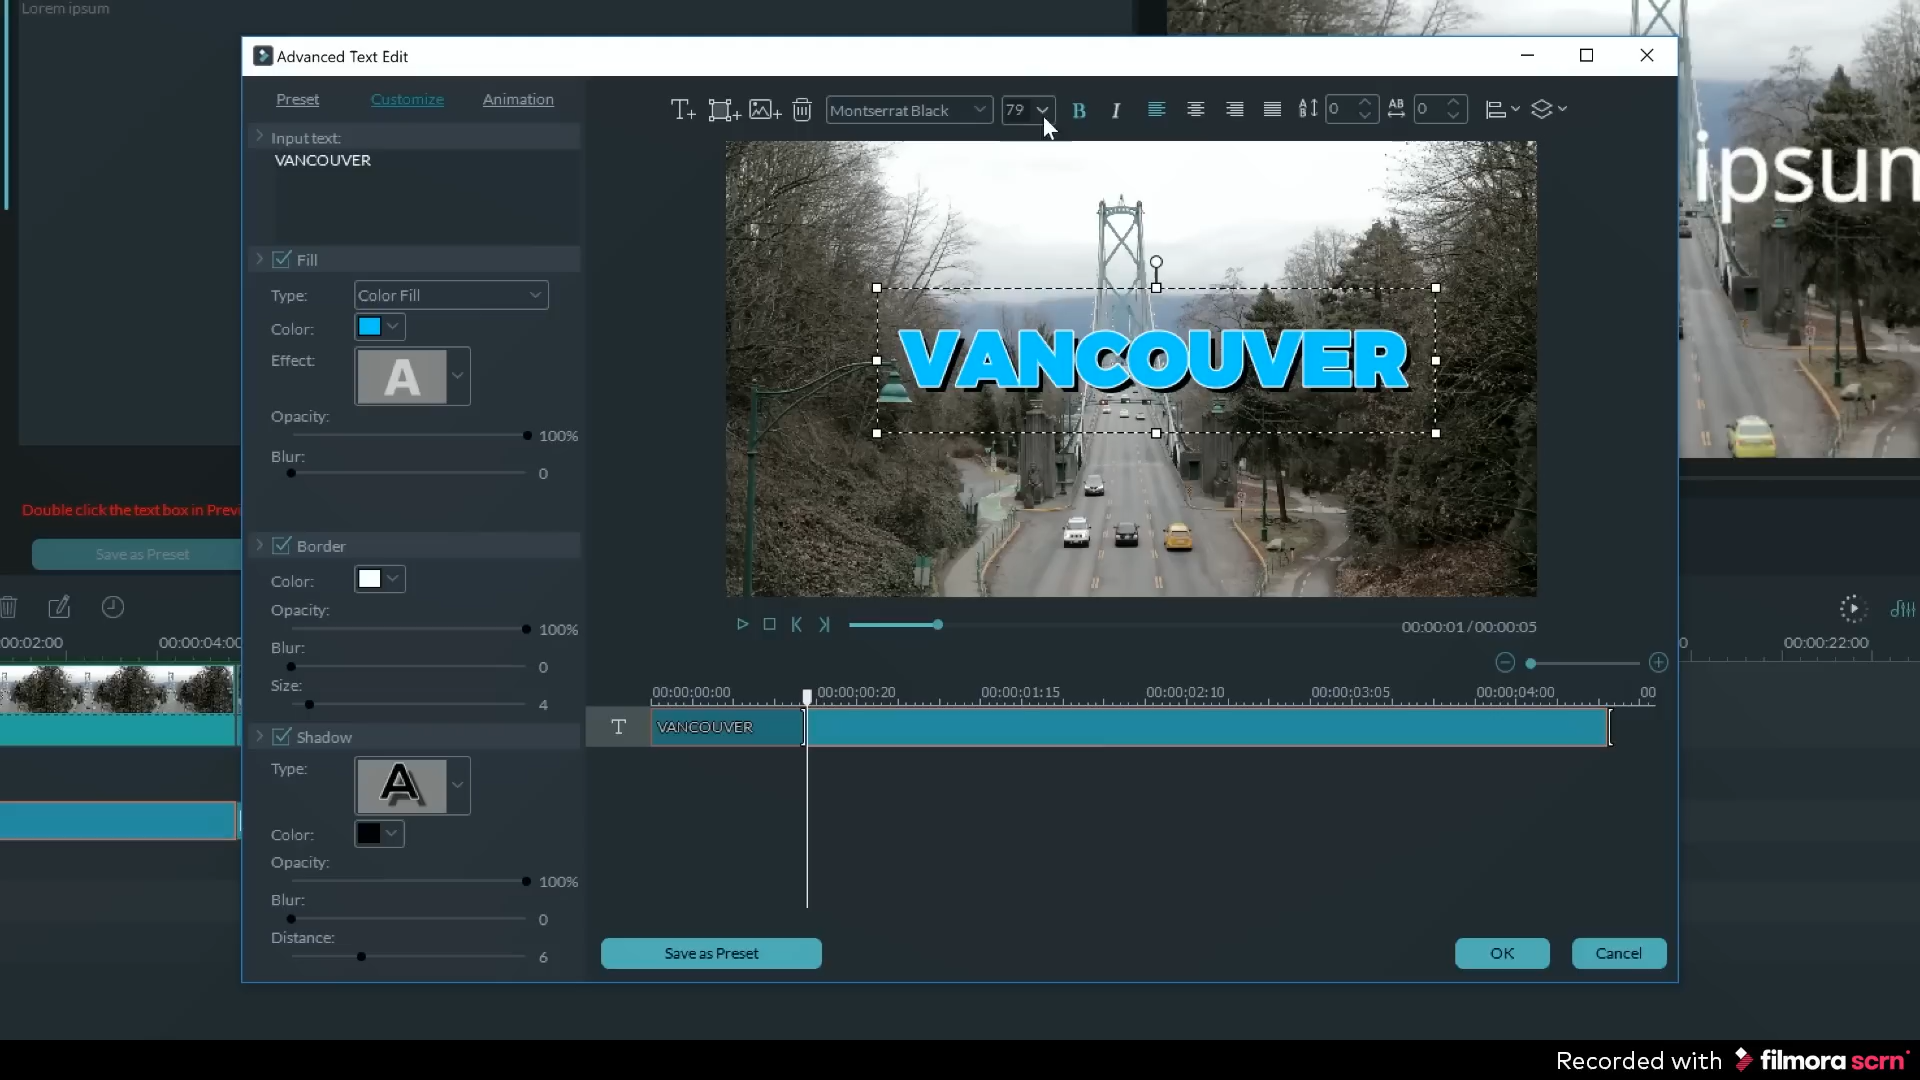 Lorem ipsum
Advanced Text Edit
Preset Customize Animation
Montserrat Black 79 B I 0 AB 0
Input text:
VANCOUVER
ipsum
Fill
Type: Color Fill
Color:
Effect: A
Opacity:
100%
Blur:
0
VANCOUVER
Double click the text box in Prev
Save as Preset
Border
Color:
Opacity:
100%
Blur:
0
Size:
4
00:00:01 / 00:00:05
00:02:00 00:00:04:00
00:00:22:00
00:00:00:00 00:00:00:20 00:00:01:15 00:00:02:10 00:00:03:05 00:00:04:00 00
T VANCOUVER
Shadow
Type: A
Color:
Opacity:
100%
Blur:
0
Distance:
6
Save as Preset OK Cancel
Recorded with filmora scrn